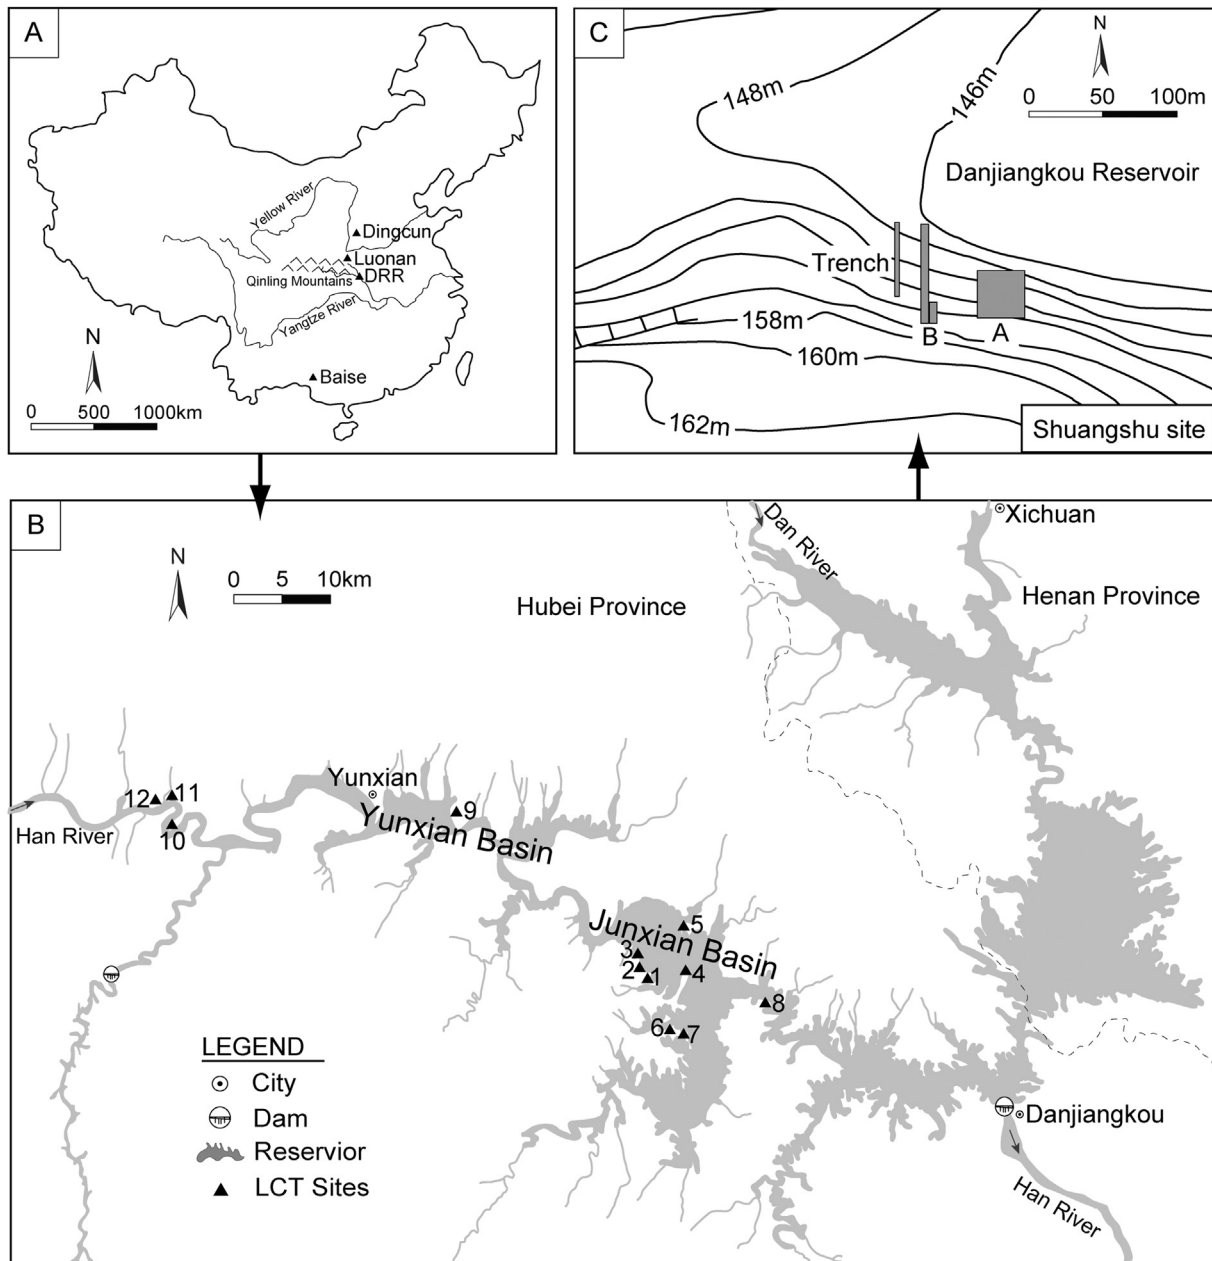 A
Yellow River
Dingcun
Luonan
Qinling Mountains
DRR
Yangtze River
N
Baise
0 500 1000km
C
148m
146m
N
0 50 100m
Danjiangkou Reservoir
Trench
B
A
158m
160m
162m
Shuangshu site
B
N
0 5 10km
Hubei Province
Dan River
Xichuan
Henan Province
Yunxian
12
11
10
9
Han River
Yunxian Basin
Junxian Basin
5
3
2
1
4
8
6
7
LEGEND
City
Dam
Reservior
LCT Sites
Danjiangkou
Han River